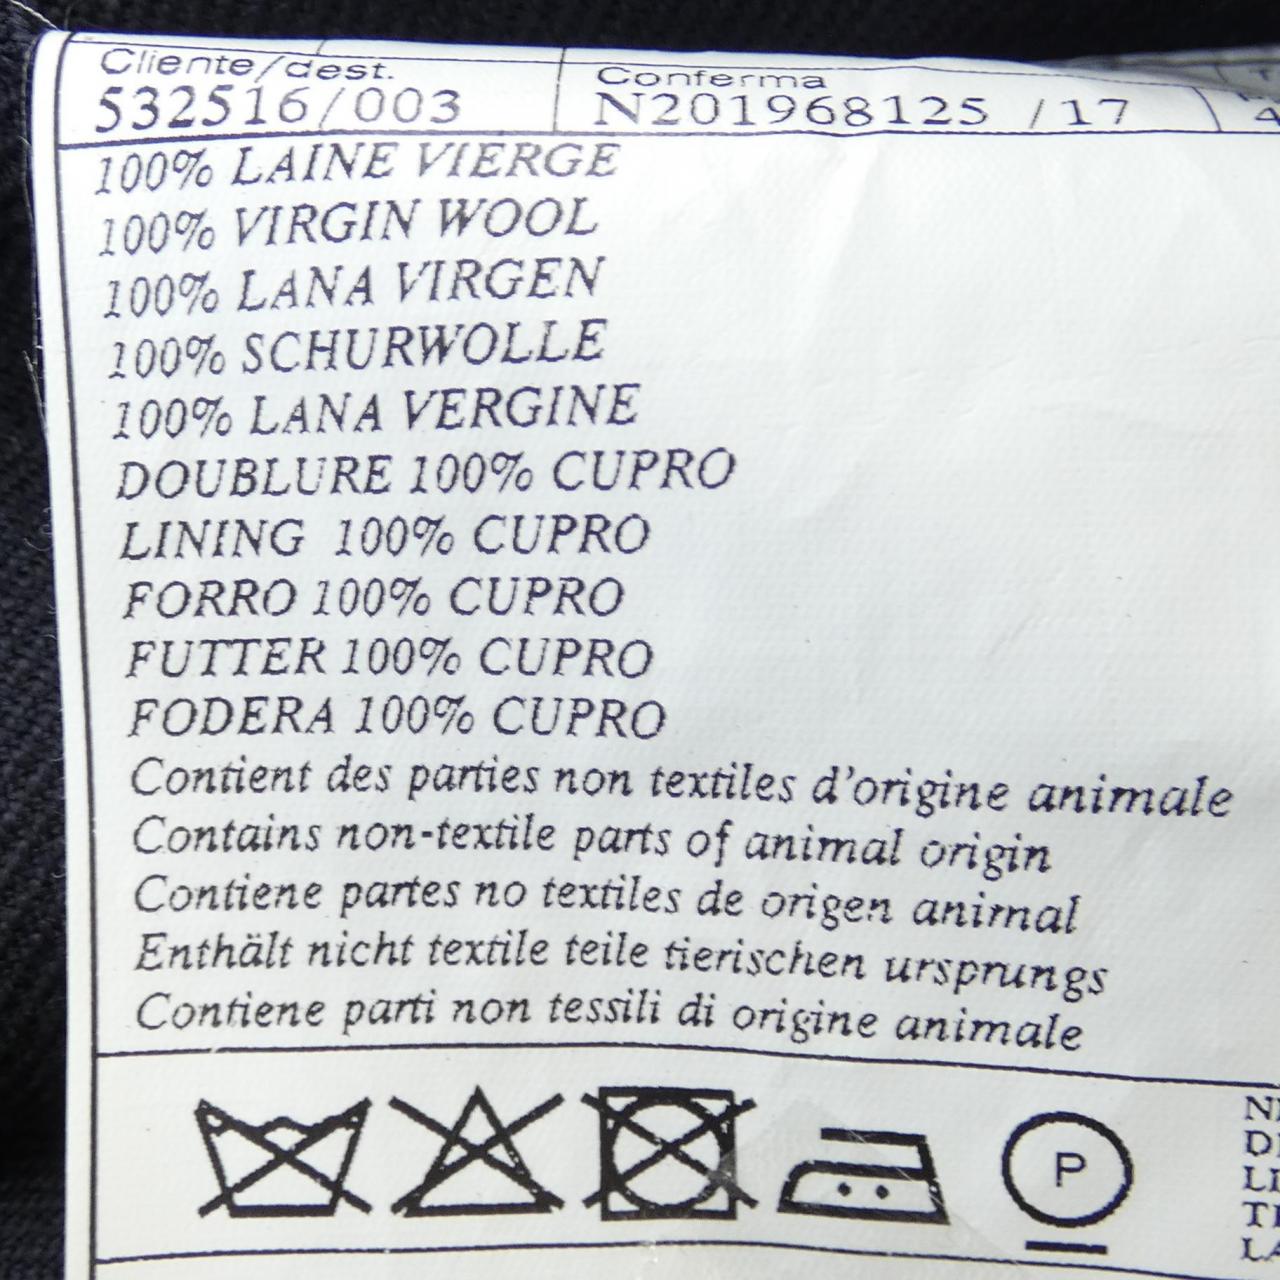 Cliente/dest.
532516/003
Conferma
N201968125 /17
100% LAINE VIERGE
100% VIRGIN WOOL
100% LANA VIRGEN
100% SCHURWOLLE
100% LANA VERGINE
DOUBLURE 100% CUPRO
LINING 100% CUPRO
FORRO 100% CUPRO
FUTTER 100% CUPRO
FODERA 100% CUPRO
Contient des parties non textiles d'origine animale
Contains non-textile parts of animal origin
Contiene partes no textiles de origen animal
Enthält nicht textile teile tierischen ursprungs
Contiene parti non tessili di origine animale
P